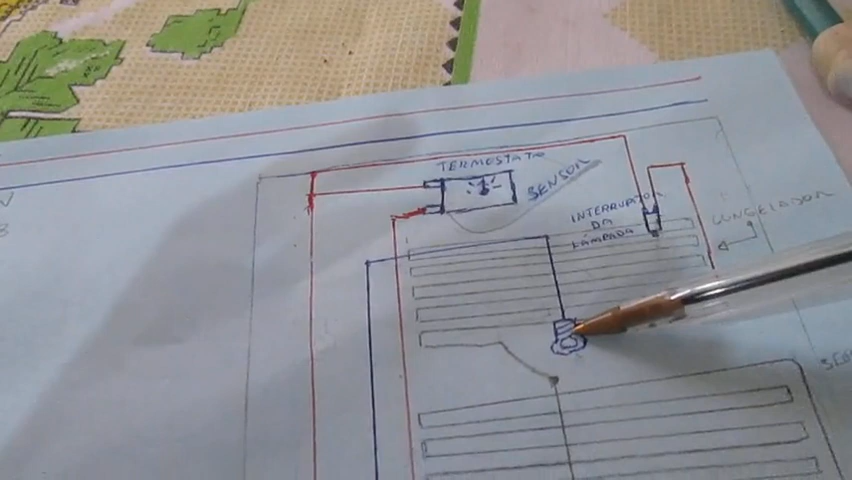 TERMOSTATO
SENSOR
INTERRUPTOR
DA
LÂMPADA
CONGELADOR